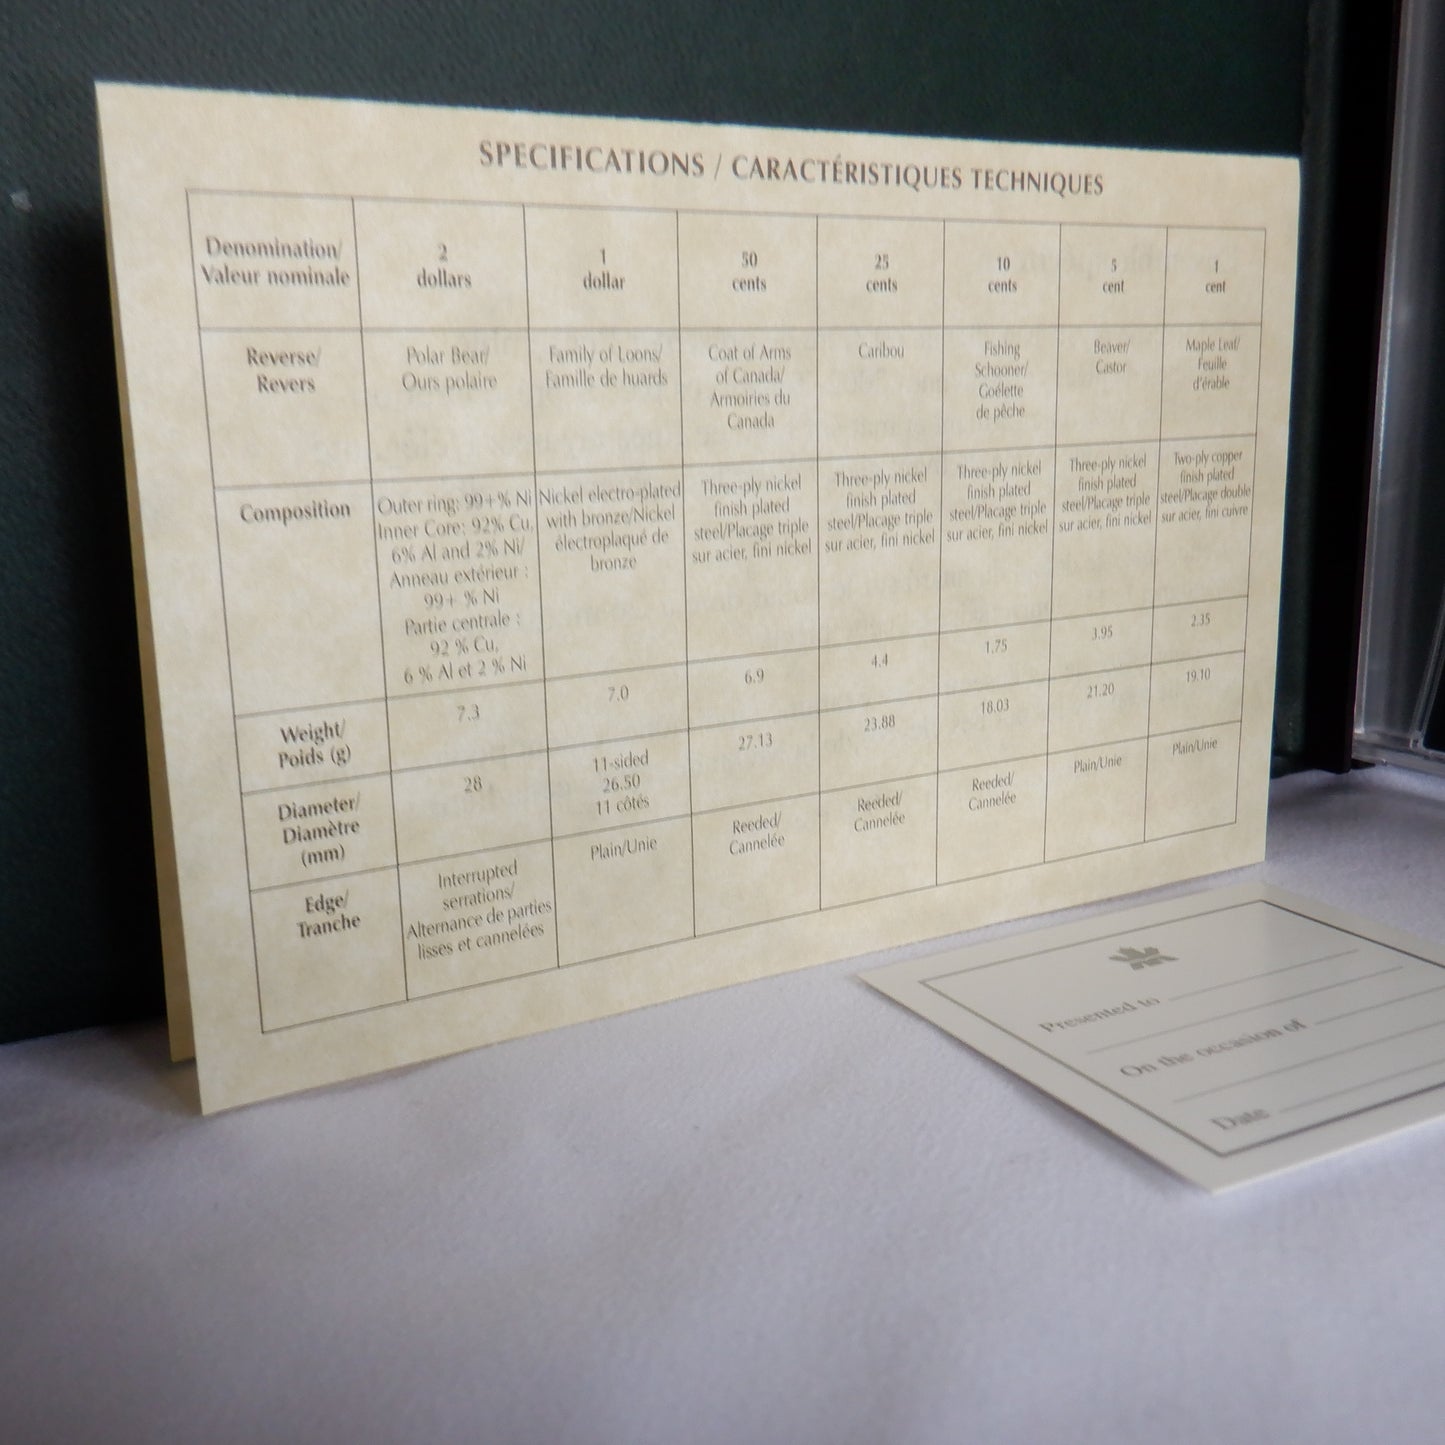 SPECIFICATIONS / CARACTÉRISTIQUES TECHNIQUES
Denomination/
Valeur nominale
2
dollars
1
dollar
50
cents
25
cents
10
cents
5
cent
1
cent
Reverse/
Revers
Polar Bear/
Ours polaire
Family of Loons/
Famille de huards
Coat of Arms
of Canada/
Armoiries du
Canada
Caribou
Fishing
Schooner/
Goélette
de pêche
Beaver/
Castor
Maple Leaf/
Feuille
d'érable
Composition
Outer ring: 99+% Ni
Inner Core: 92% Cu,
6% Al and 2% Ni/
Anneau extérieur :
99+ % Ni
Partie centrale :
92 % Cu,
6 % Al et 2 % Ni
Nickel electro-plated
with bronze/Nickel
électroplaqué de
bronze
Three-ply nickel
finish plated
steel/Placage triple
sur acier, fini nickel
Three-ply nickel
finish plated
steel/Placage triple
sur acier, fini nickel
Three-ply nickel
finish plated
steel/Placage triple
sur acier, fini nickel
Three-ply nickel
finish plated
steel/Placage triple
sur acier, fini nickel
Two-ply copper
finish plated
steel/Placage double
sur acier, fini cuivre
Weight/
Poids (g)
7.3
7.0
6.9
4.4
1.75
3.95
2.35
Diameter/
Diamètre
(mm)
28
11-sided
26.50
11 côtés
27.13
23.88
18.03
21.20
19.10
Edge/
Tranche
Interrupted
serrations/
Alternance de parties
lisses et cannelées
Plain/Unie
Reeded/
Cannelée
Reeded/
Cannelée
Reeded/
Cannelée
Plain/Unie
Plain/Unie
Presented to
On the occasion of
Date